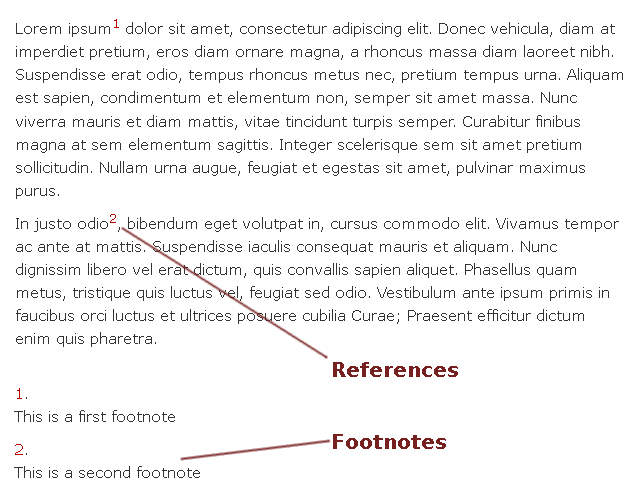 Lorem ipsum1 dolor sit amet, consectetur adipiscing elit. Donec vehicula, diam at
imperdiet pretium, eros diam ornare magna, a rhoncus massa diam laoreet nibh.
Suspendisse erat odio, tempus rhoncus metus nec, pretium tempus urna. Aliquam
est sapien, condimentum et elementum non, semper sit amet massa. Nunc
viverra mauris et diam mattis, vitae tincidunt turpis semper. Curabitur finibus
magna at sem elementum sagittis. Integer scelerisque sem sit amet pretium
sollicitudin. Nullam urna augue, feugiat et egestas sit amet, pulvinar maximus
purus.
In justo odio2, bibendum eget volutpat in, cursus commodo elit. Vivamus tempor
ac ante at mattis. Suspendisse iaculis consequat mauris et aliquam. Nunc
dignissim libero vel erat dictum, quis convallis sapien aliquet. Phasellus quam
metus, tristique quis luctus vel, feugiat sed odio. Vestibulum ante ipsum primis in
faucibus orci luctus et ultrices posuere cubilia Curae; Praesent efficitur dictum
enim quis pharetra.
References
1.
This is a first footnote
Footnotes
2.
This is a second footnote